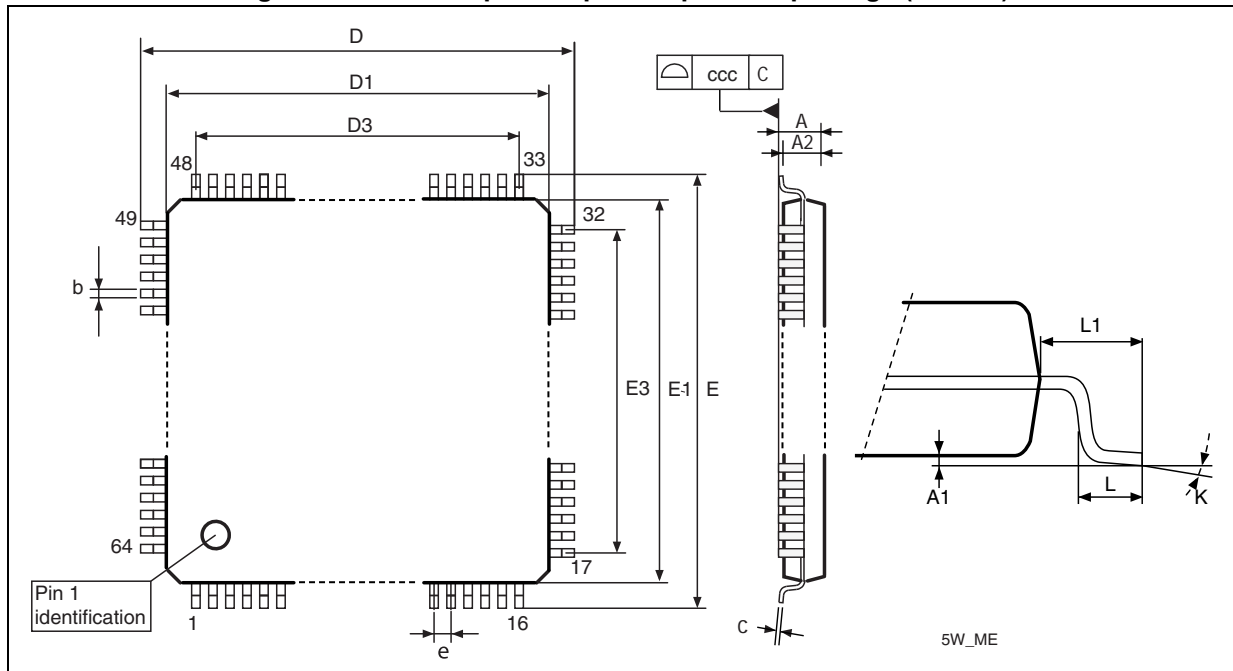 D
D1
D3
ccc C
A
A2
48
33
49
32
b
L1
E3
E1
E
A1
L
K
64
17
Pin 1
identification
1
16
e
C
5W_ME